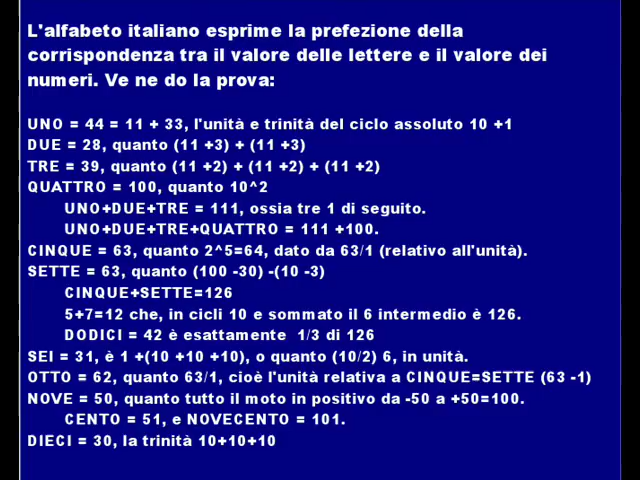 L'alfabeto italiano esprime la prefezione della
corrispondenza tra il valore delle lettere e il valore dei
numeri. Ve ne do la prova:
UNO = 44 = 11 + 33, l'unità e trinità del ciclo assoluto 10 +1
DUE = 28, quanto (11 +3) + (11 +3)
TRE = 39, quanto (11 +2) + (11 +2) + (11 +2)
QUATTRO = 100, quanto 10^2
UNO+DUE+TRE = 111, ossia tre 1 di seguito.
UNO+DUE+TRE+QUATTRO = 111 +100.
CINQUE = 63, quanto 2^5=64, dato da 63/1 (relativo all'unità).
SETTE = 63, quanto (100 -30) -(10 -3)
CINQUE+SETTE=126
5+7=12 che, in cicli 10 e sommato il 6 intermedio è 126.
DODICI = 42 è esattamente 1/3 di 126
SEI = 31, è 1 +(10 +10 +10), o quanto (10/2) 6, in unità.
OTTO = 62, quanto 63/1, cioè l'unità relativa a CINQUE=SETTE (63 -1)
NOVE = 50, quanto tutto il moto in positivo da -50 a +50=100.
CENTO = 51, e NOVECENTO = 101.
DIECI = 30, la trinità 10+10+10